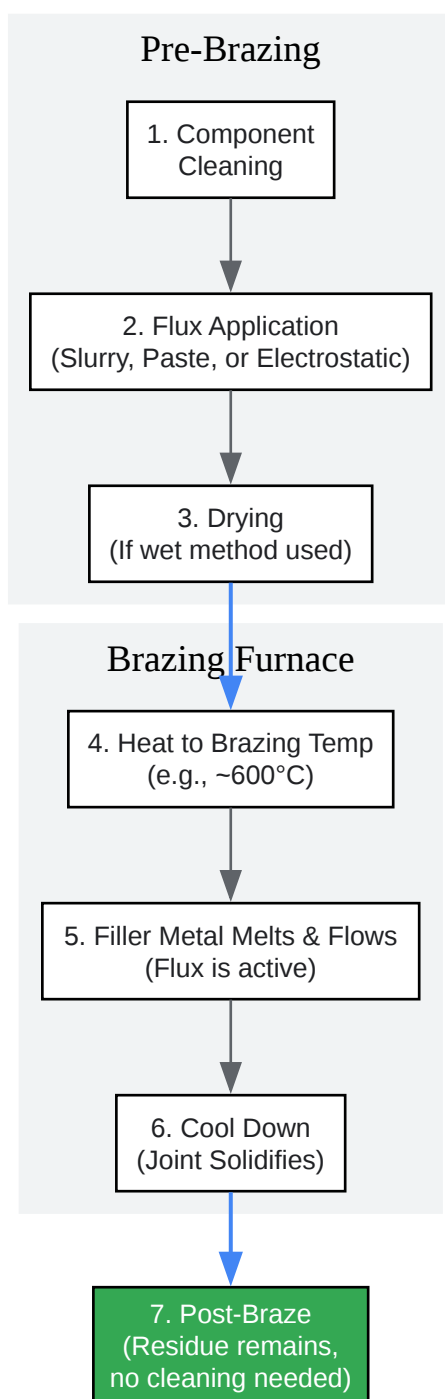 Pre-Brazing
1. Component
Cleaning
2. Flux Application
(Slurry, Paste, or Electrostatic)
3. Drying
(If wet method used)
Brazing Furnace
4. Heat to Brazing Temp
(e.g., ~600°C)
5. Filler Metal Melts & Flows
(Flux is active)
6. Cool Down
(Joint Solidifies)
7. Post-Braze
(Residue remains,
no cleaning needed)